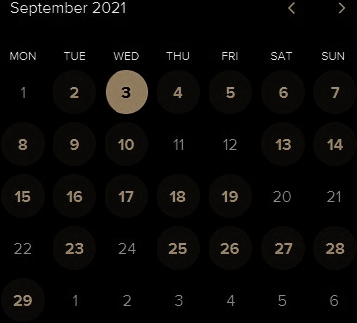 September 2021
MON TUE WED THU FRI SAT SUN
1 2 3 4 5 6 7
8 9 10 11 12 13 14
15 16 17 18 19 20 21
22 23 24 25 26 27 28
29 1 2 3 4 5 6